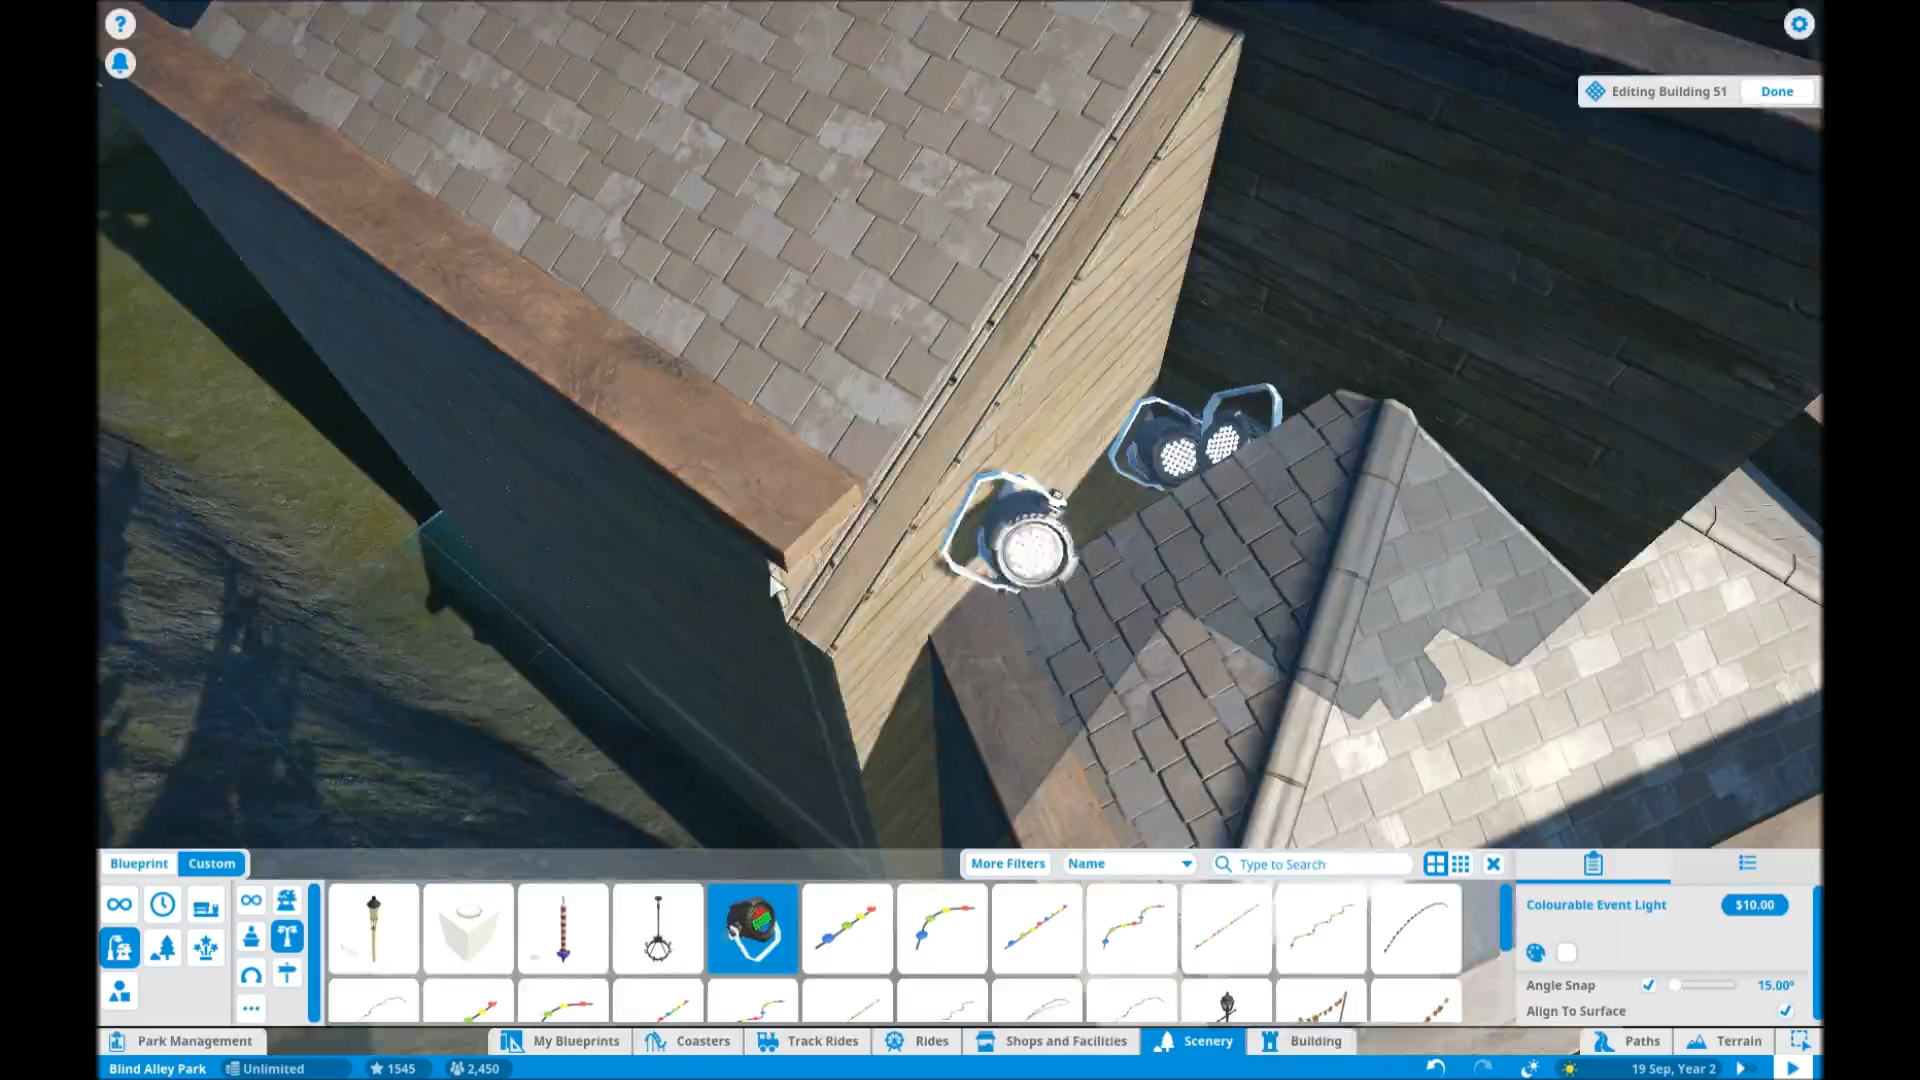 ?
Editing Building 51 Done
Blueprint Custom
More Filters Name Type to Search
Colourable Event Light $10.00
Angle Snap 15.00°
Align To Surface
Park Management My Blueprints Coasters Track Rides Rides Shops and Facilities Scenery Building Paths Terrain
Blind Alley Park Unlimited 1545 2,450 19 Sep, Year 2